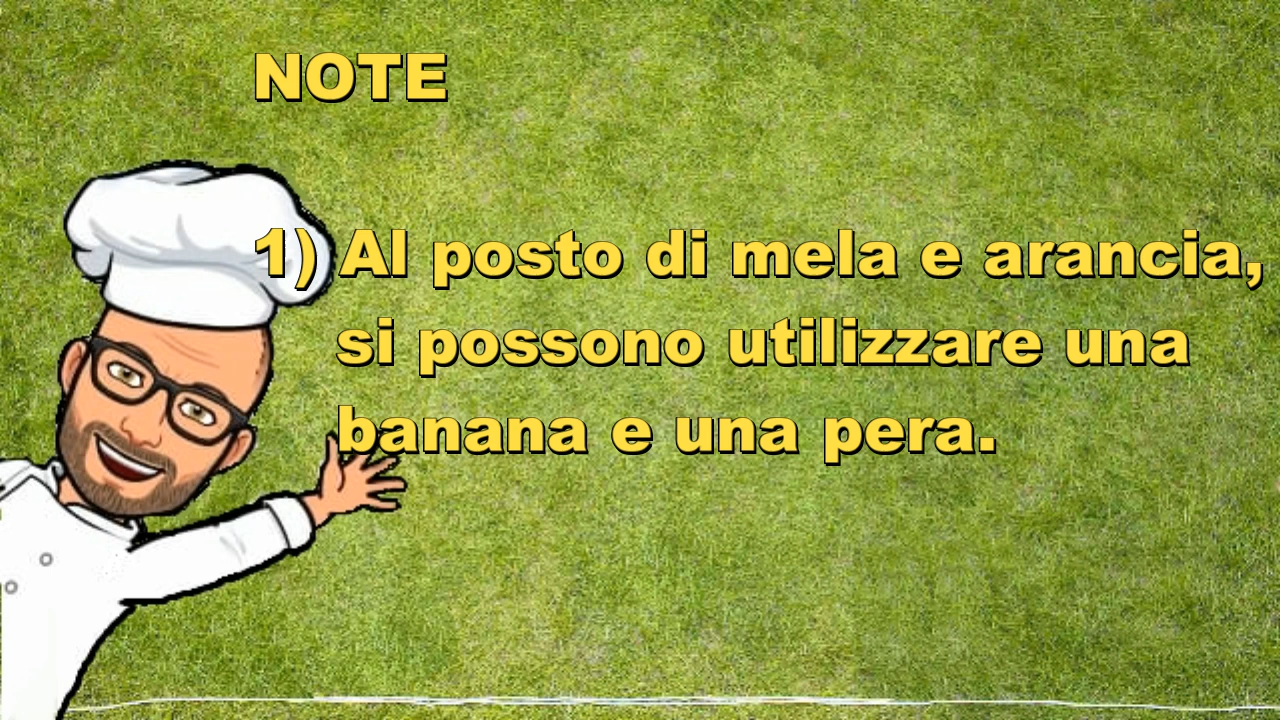 NOTE
1) Al posto di mela e arancia,
si possono utilizzare una
banana e una pera.